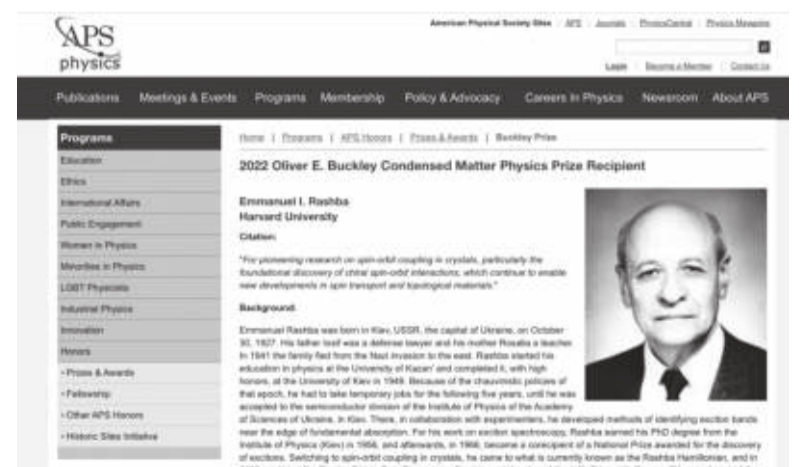 APS
physics
American Physical Society Sites | APS | Journals | PhysicsCentral | Physics Magazine
Login | Become a Member | Contact Us
Publications Meetings & Events Programs Membership Policy & Advocacy Careers In Physics Newsroom About APS
Programs
Education
Ethics
International Affairs
Public Engagement
Women in Physics
Minorities in Physics
LGBT Physicists
Industrial Physics
Innovation
Honors
• Prizes & Awards
• Fellowship
• Other APS Honors
• Historic Sites Initiative
Home | Programs | APS Honors | Prizes & Awards | Buckley Prize
2022 Oliver E. Buckley Condensed Matter Physics Prize Recipient
Emmanuel I. Rashba
Harvard University
Citation:
"For pioneering research on spin-orbit coupling in crystals, particularly the
foundational discovery of chiral spin-orbit interactions, which continue to enable
new developments in spin transport and topological materials."
Background:
Emmanuel Rashba was born in Kiev, USSR, the capital of Ukraine, on October
30, 1927. His father Iosif was a defense lawyer and his mother Rosalia a teacher.
In 1941 the family fled from the Nazi invasion to the east. Rashba started his
education in physics at the University of Kazan' and completed it, with high
honors, at the University of Kiev in 1949. Because of the chauvinistic policies of
that epoch, he had to take temporary jobs for the following five years, until he was
accepted to the semiconductor division of the Institute of Physics of the Academy
of Sciences of Ukraine, in Kiev. There, in collaboration with experimenters, he developed methods of identifying exciton bands
near the edge of fundamental absorption. For his work on exciton spectroscopy, Rashba earned his PhD degree from the
Institute of Physics (Kiev) in 1956, and afterwards, in 1966, became a corecipient of a National Prize awarded for the discovery
of excitons. Switching to spin-orbit coupling in crystals, he came to what is currently known as the Rashba Hamiltonian, and in